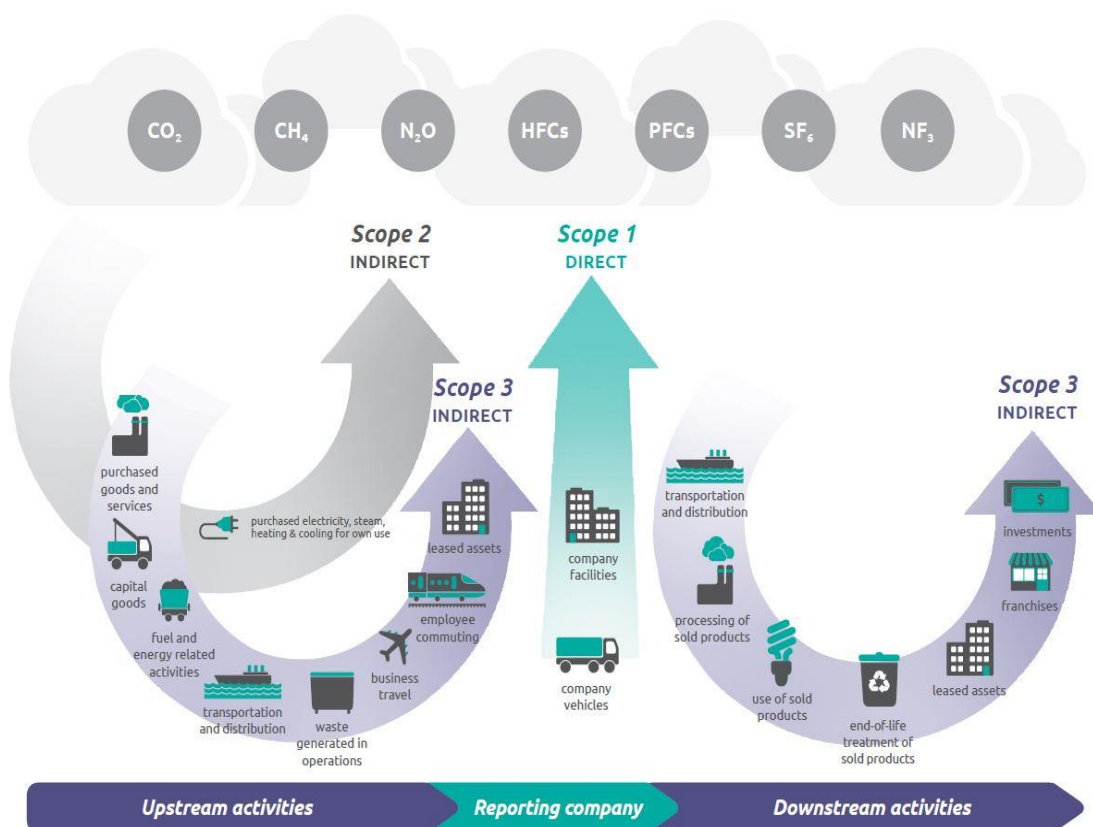 CO₂
CH₄
N₂O
HFCs
PFCs
SF₆
NF₃
Scope 2
INDIRECT
Scope 1
DIRECT
Scope 3
INDIRECT
Scope 3
INDIRECT
purchased
goods and
services
capital
goods
fuel and
energy related
activities
purchased electricity, steam,
heating & cooling for own use
transportation
and distribution
waste
generated in
operations
business
travel
employee
commuting
leased assets
company
facilities
company
vehicles
transportation
and distribution
processing of
sold products
use of sold
products
end-of-life
treatment of
sold products
leased assets
franchises
$
investments
Upstream activities
Reporting company
Downstream activities